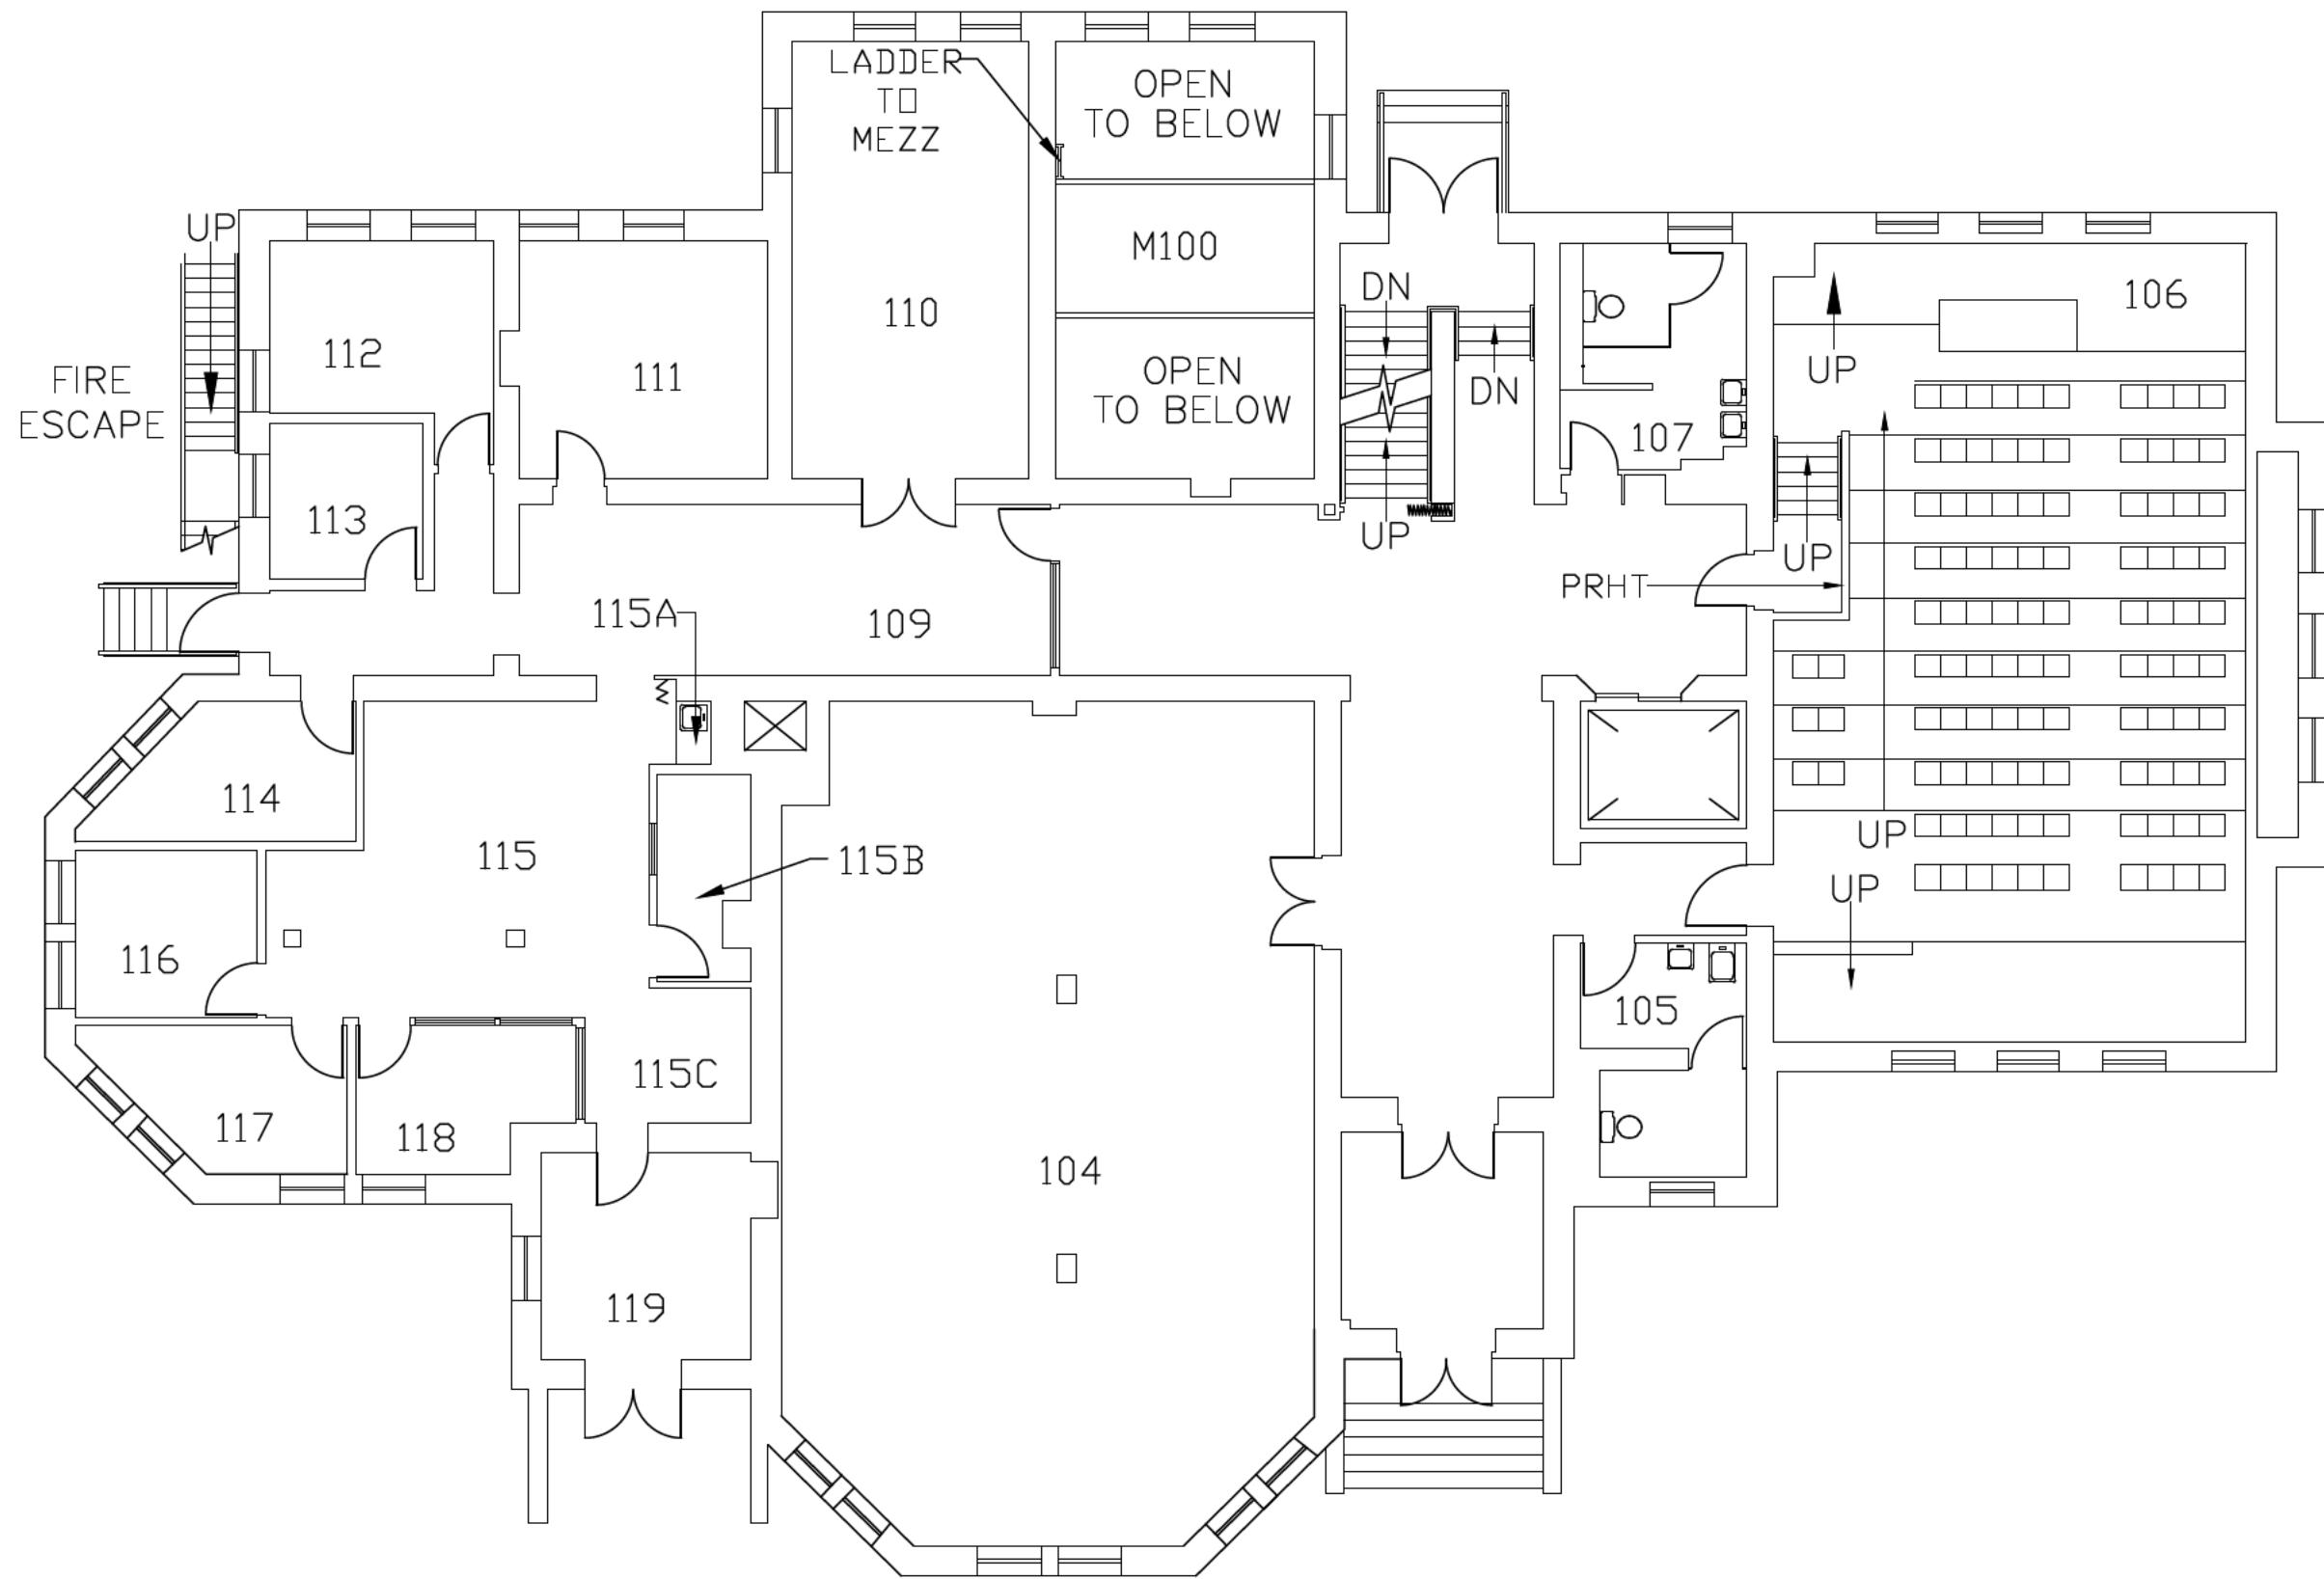 LADDER
TO
MEZZ
OPEN
TO BELOW
UP
M100
DN
106
110
112
111
FIRE
ESCAPE
OPEN
TO BELOW
DN
UP
107
113
UP
UP
PRHT
115A
109
114
115
115B
UP
UP
116
105
115C
117
118
104
119